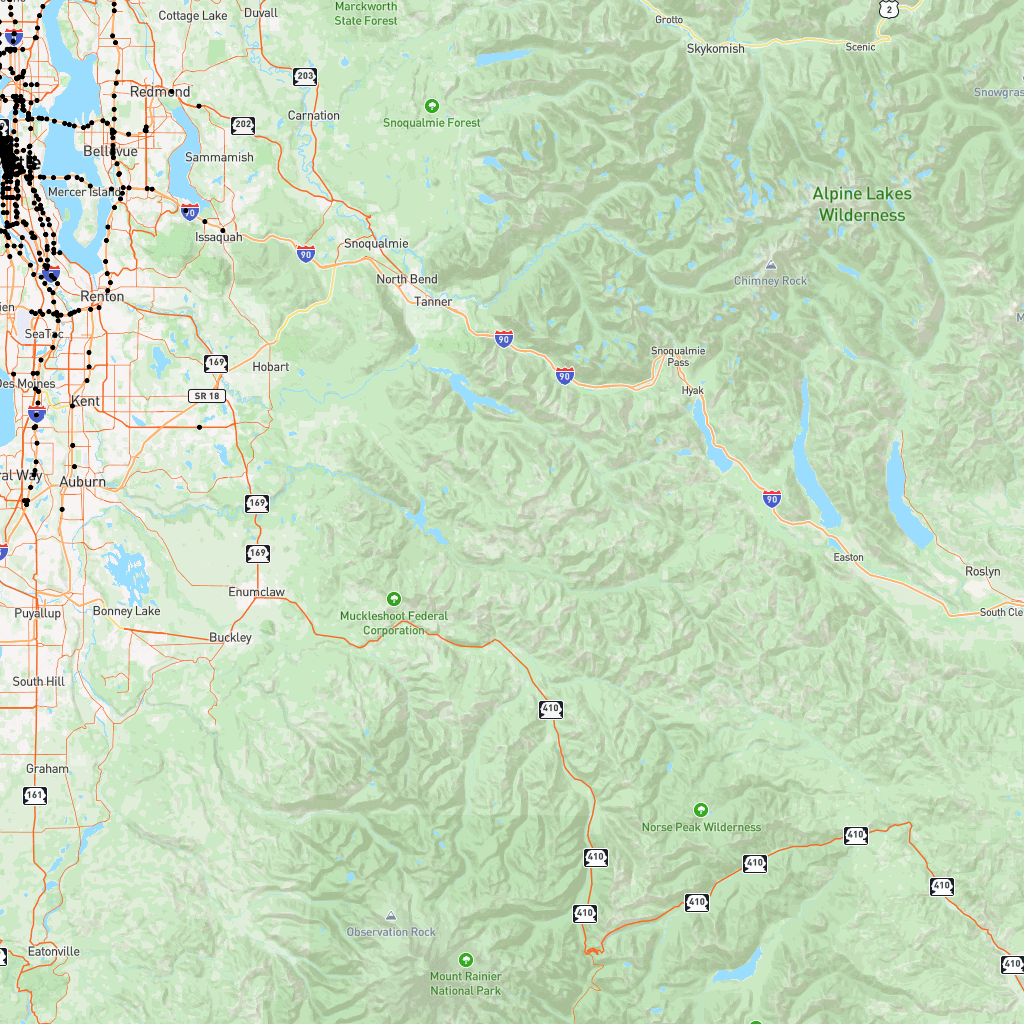 Cottage Lake
Duvall
Marckworth
State Forest
Grotto
2
Skykomish
Scenic
203
Redmond
Carnation
Snoqualmie Forest
202
Bellevue
Sammamish
Mercer Island
Alpine Lakes
Wilderness
90
Issaquah
90
Snoqualmie
North Bend
Chimney Rock
Renton
Tanner
SeaTac
90
Snoqualmie
Pass
169
Hobart
90
Des Moines
Hyak
SR 18
Kent
Auburn
90
169
169
Easton
Roslyn
Enumclaw
Puyallup
Bonney Lake
Muckleshoot Federal
Corporation
South Cle
Buckley
South Hill
410
Graham
161
Norse Peak Wilderness
410
410
410
410
410
410
Observation Rock
Eatonville
410
Mount Rainier
National Park